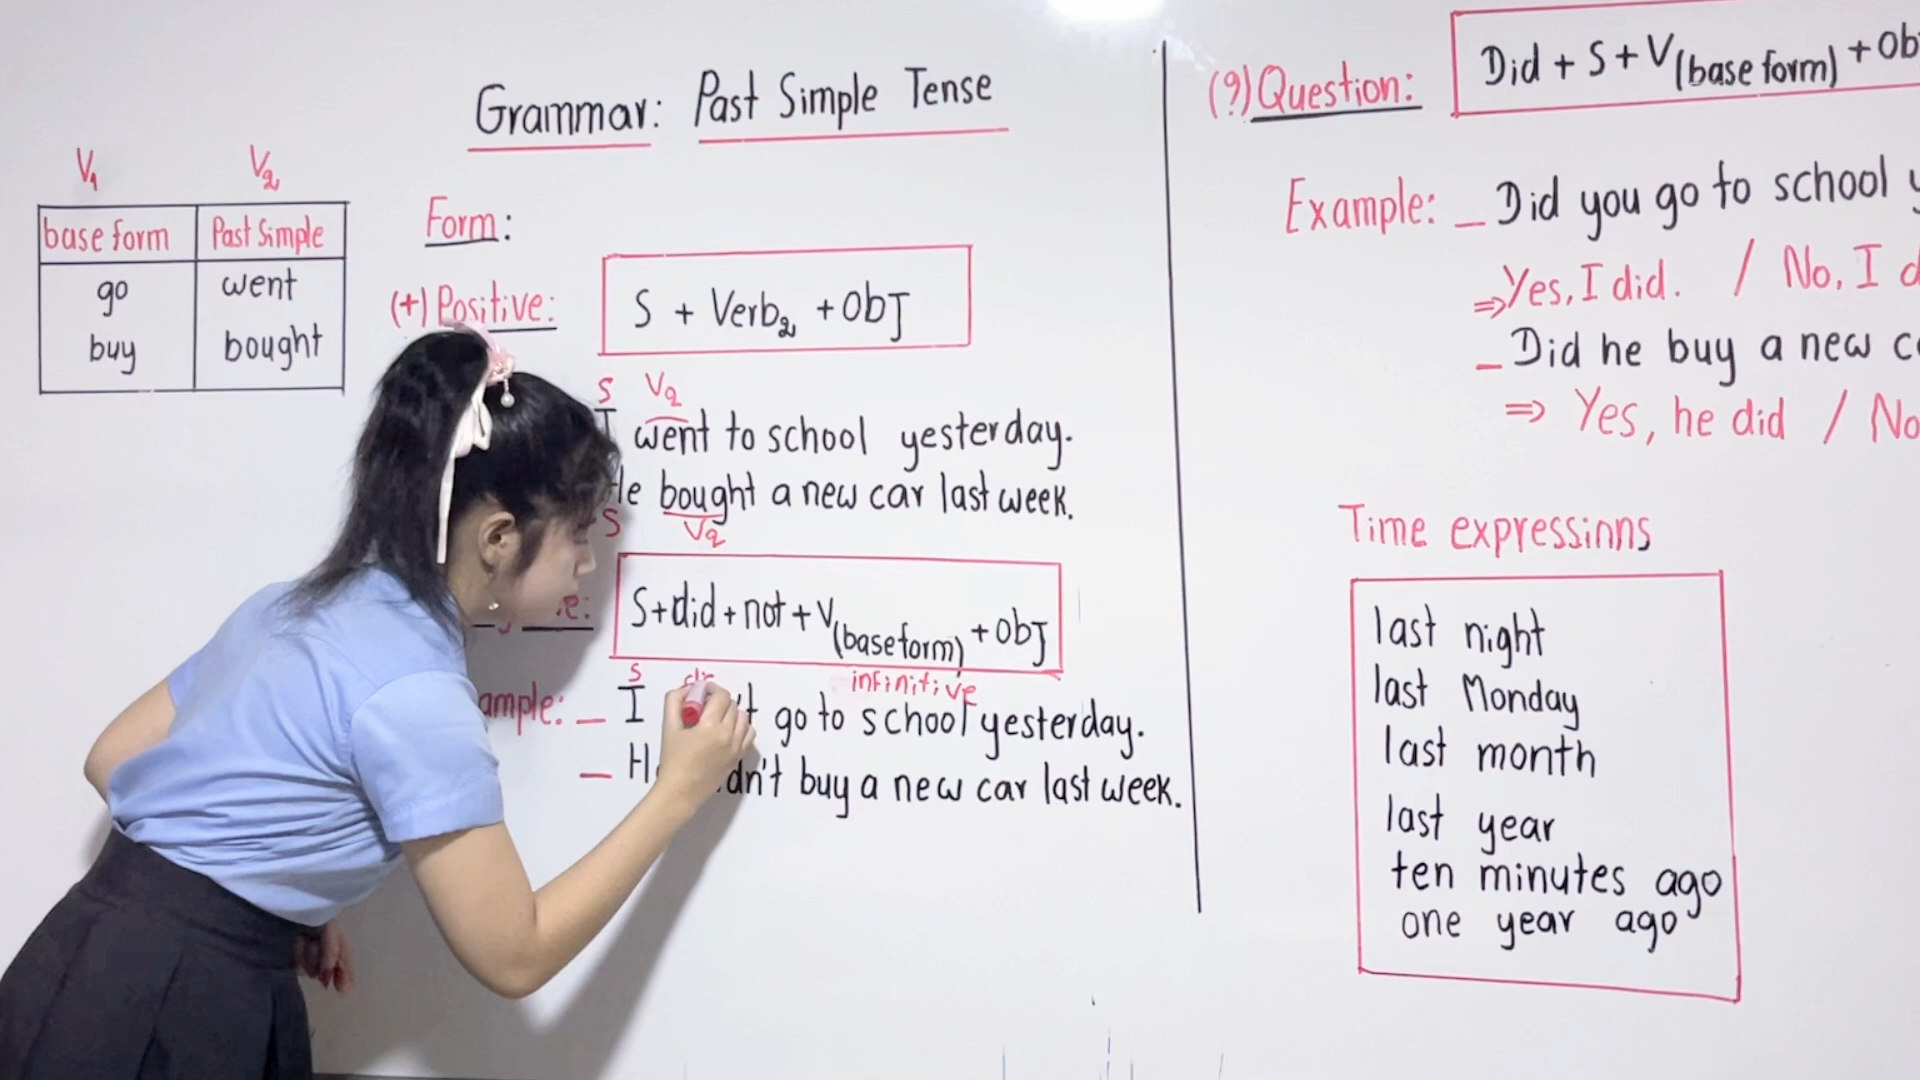 Grammar: Past Simple Tense
V1 V2
base form Past Simple
go went
buy bought
Form:
(+) Positive: S + Verb2 + Obj
S V2
I went to school yesterday.
He bought a new car last week.
S V2
S+did+not+V(base form)+Obj
S infinitive
I go to school yesterday.
buy a new car last week.
(?) Question: Did + S + V(base form) + Ob
Example: _ Did you go to school
⇒ Yes, I did. / No, I
_ Did he buy a new
⇒ Yes, he did / No
Time expressinns
last night
last Monday
last month
last year
ten minutes ago
one year ago